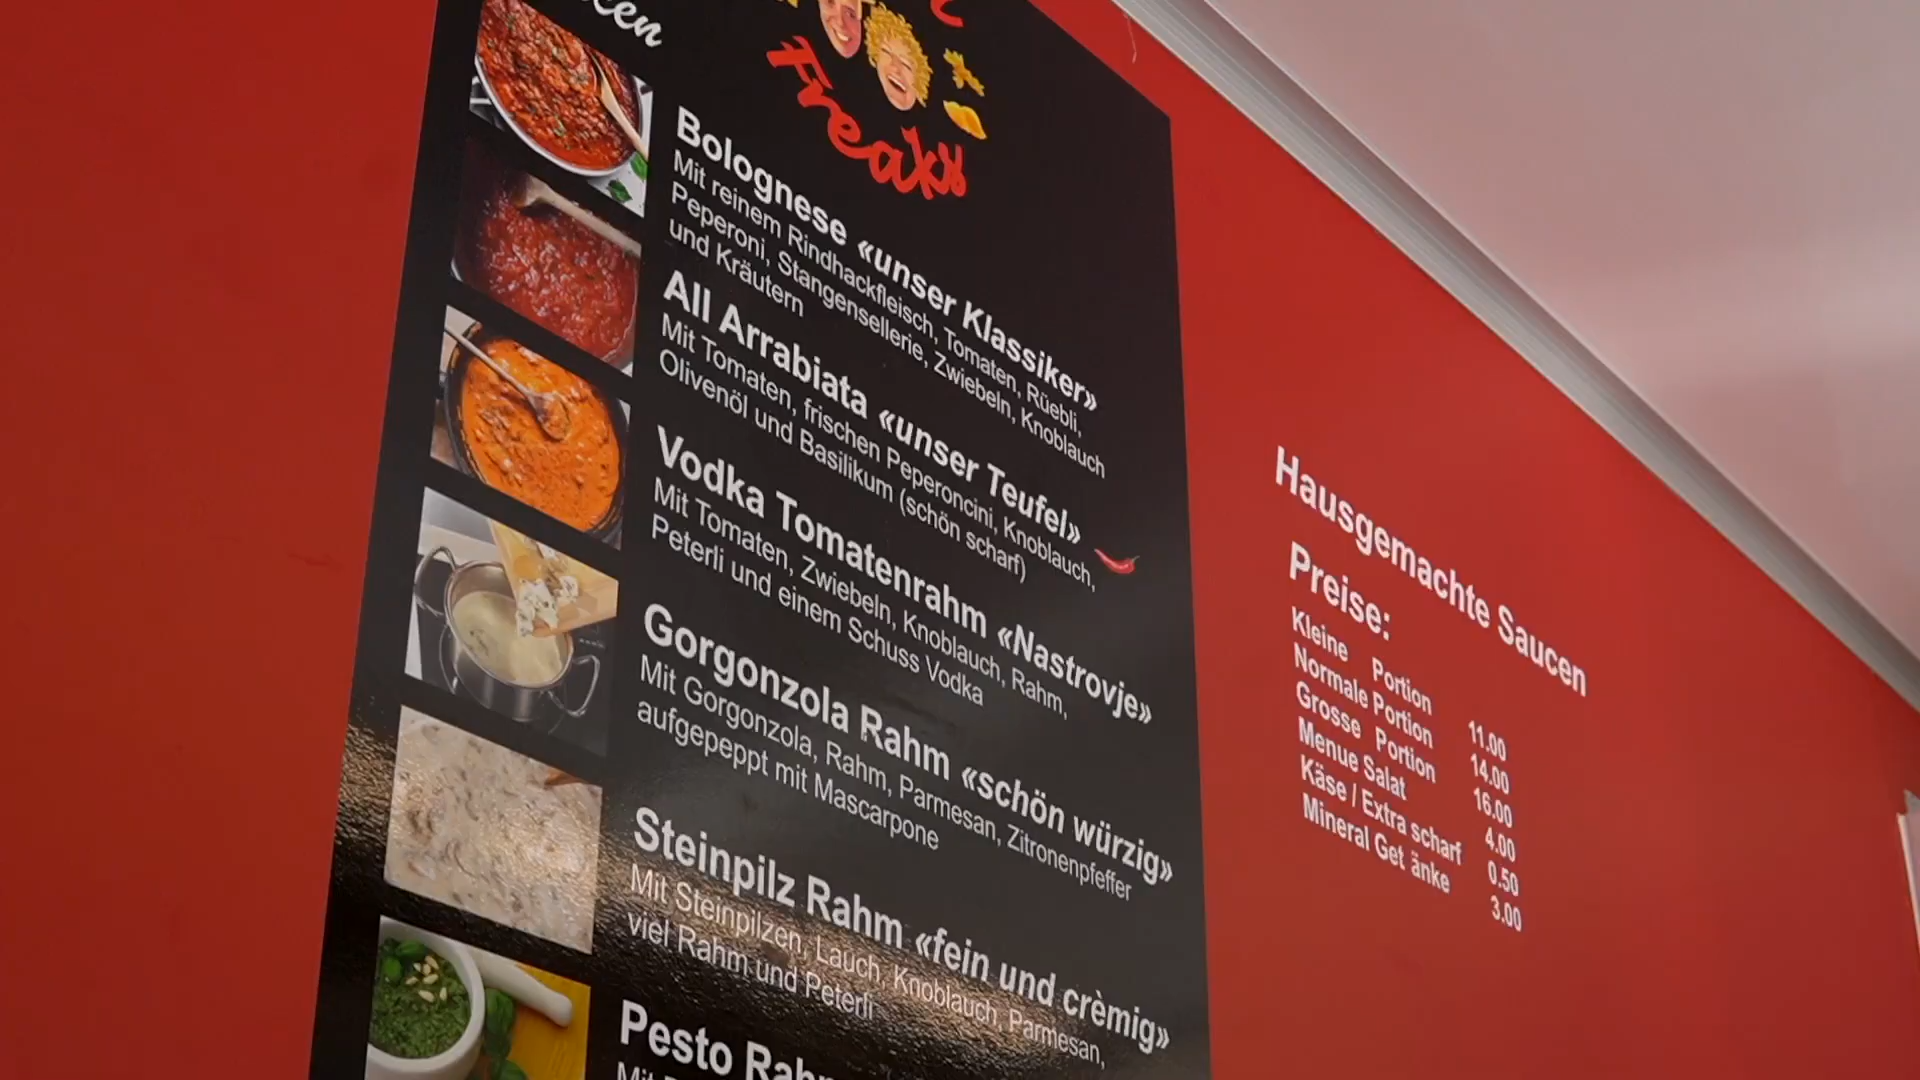 Freaks
Bolognese «unser Klassiker»
Mit reinem Rindhackfleisch, Tomaten, Rüebli,
Peperoni, Stangensellerie, Zwiebeln, Knoblauch
und Kräutern
All Arrabiata «unser Teufel»
Mit Tomaten, frischen Peperoncini, Knoblauch,
Olivenöl und Basilikum (schön scharf)
Vodka Tomatenrahm «Nastrovje»
Mit Tomaten, Zwiebeln, Knoblauch, Rahm,
Peterli und einem Schuss Vodka
Gorgonzola Rahm «schön würzig»
Mit Gorgonzola, Rahm, Parmesan, Zitronenpfeffer
aufgepeppt mit Mascarpone
Steinpilz Rahm «fein und crèmig»
Mit Steinpilzen, Lauch, Knoblauch, Parmesan,
viel Rahm und Peterli
Pesto
Hausgemachte Saucen
Preise:
Kleine Portion 11.00
Normale Portion 14.00
Grosse Portion 16.00
Menue Salat 4.00
Käse / Extra scharf 0.50
Mineral Get änke 3.00